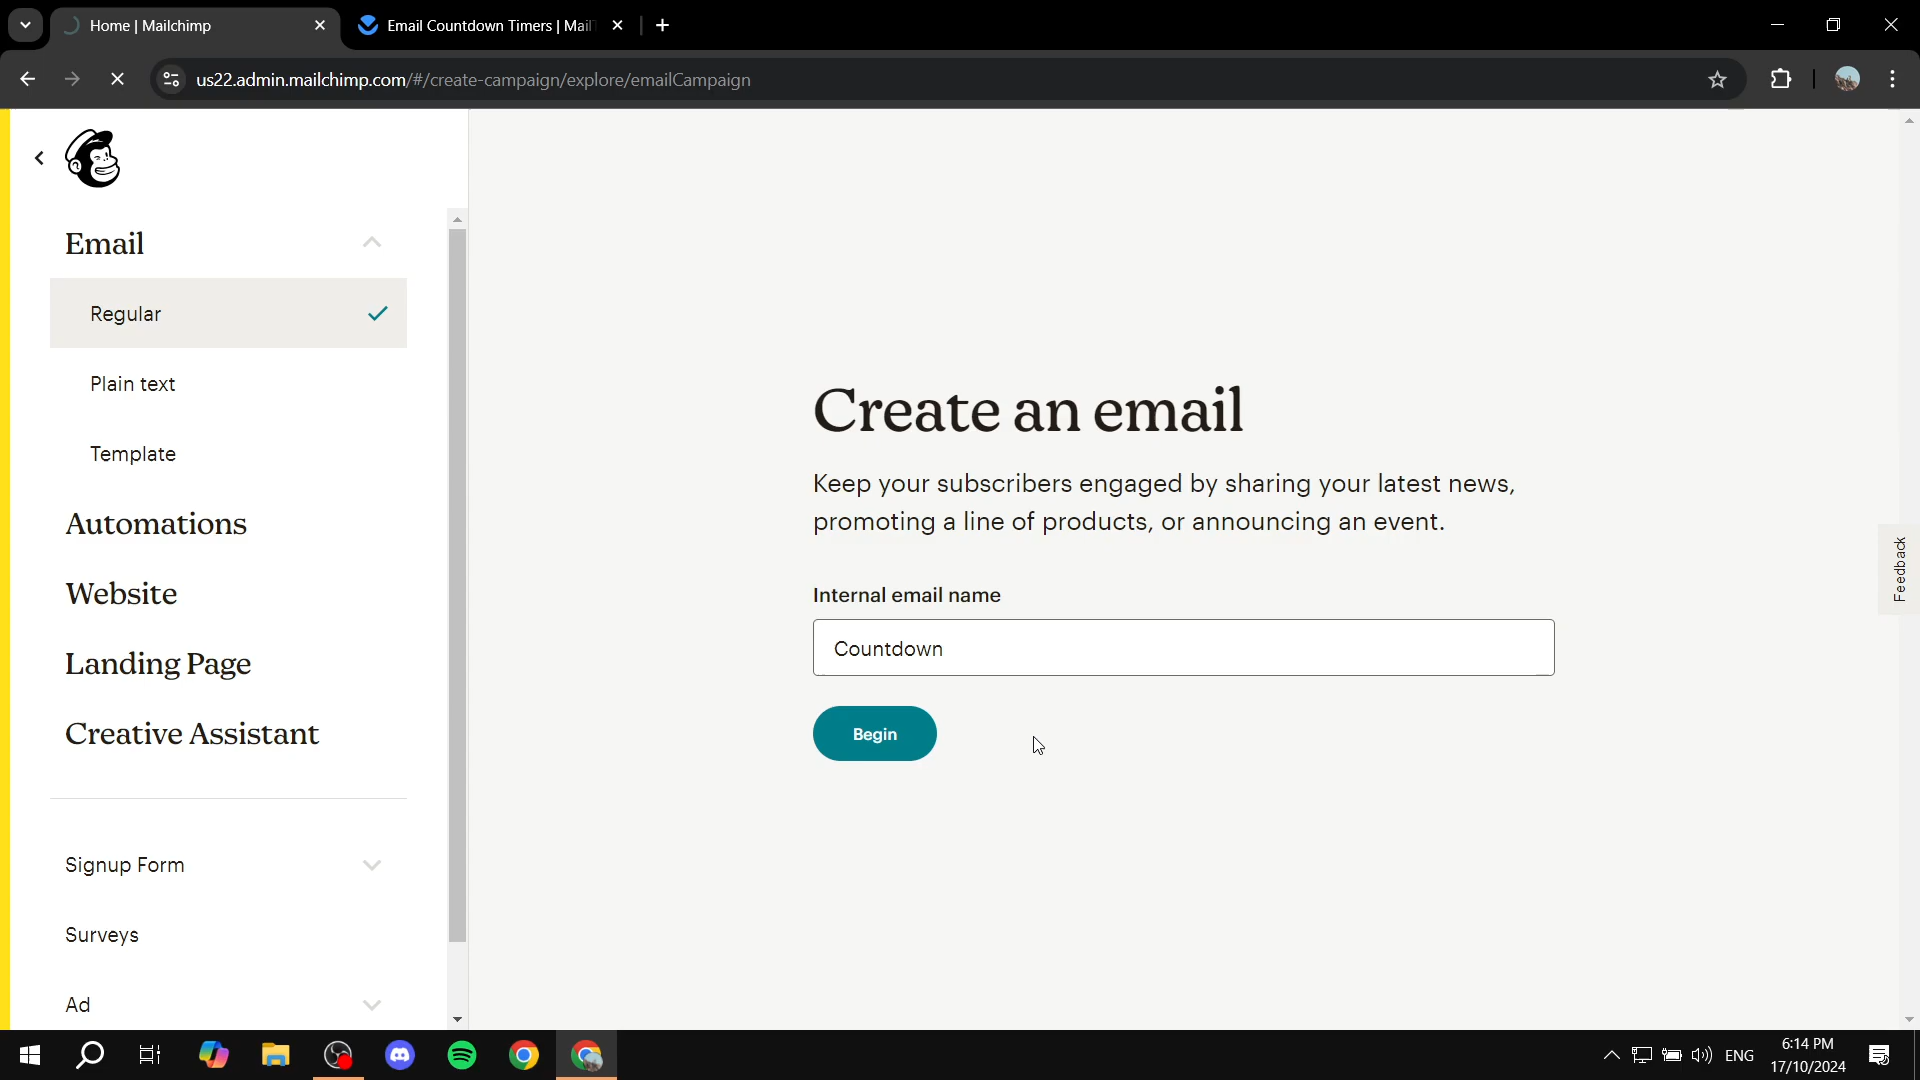 Home | Mailchimp
Email Countdown Timers | Mail
us22.admin.mailchimp.com/#/create-campaign/explore/emailCampaign
Email
Regular
Plain text
Template
Automations
Website
Landing Page
Creative Assistant
Signup Form
Surveys
Ad
Create an email
Keep your subscribers engaged by sharing your latest news,
promoting a line of products, or announcing an event.
Internal email name
Countdown
Begin
Feedback
ENG
6:14 PM
17/10/2024